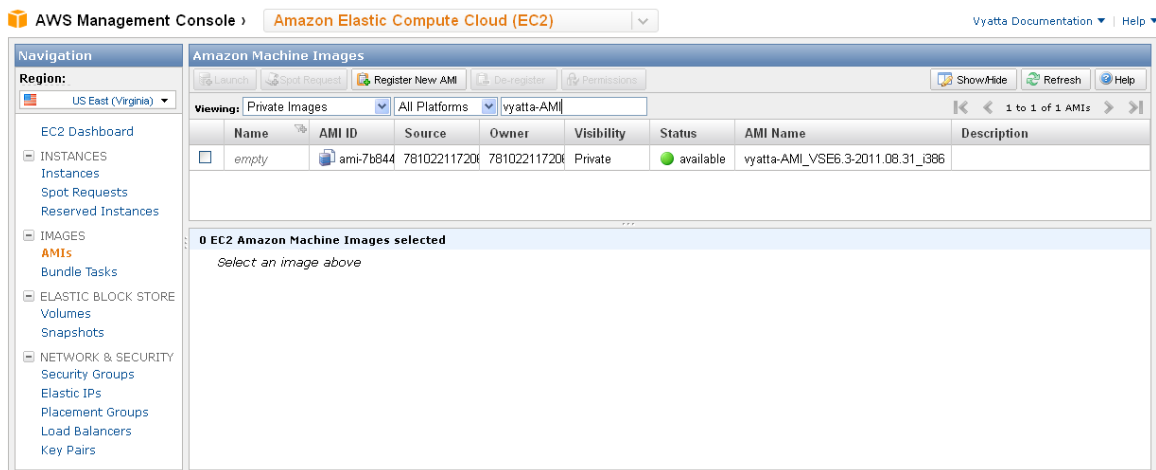 AWS Management Console › Amazon Elastic Compute Cloud (EC2) Vyatta Documentation Help
Navigation
Region:
US East (Virginia)
EC2 Dashboard
INSTANCES
Instances
Spot Requests
Reserved Instances
IMAGES
AMIs
Bundle Tasks
ELASTIC BLOCK STORE
Volumes
Snapshots
NETWORK & SECURITY
Security Groups
Elastic IPs
Placement Groups
Load Balancers
Key Pairs
Amazon Machine Images
Launch Spot Request Register New AMI De-register Permissions Show/Hide Refresh Help
Viewing: Private Images All Platforms vyatta-AMI 1 to 1 of 1 AMIs
Name AMI ID Source Owner Visibility Status AMI Name Description
empty ami-7b844 78102211720 78102211720 Private available vyatta-AMI_VSE6.3-2011.08.31_i386
0 EC2 Amazon Machine Images selected
Select an image above